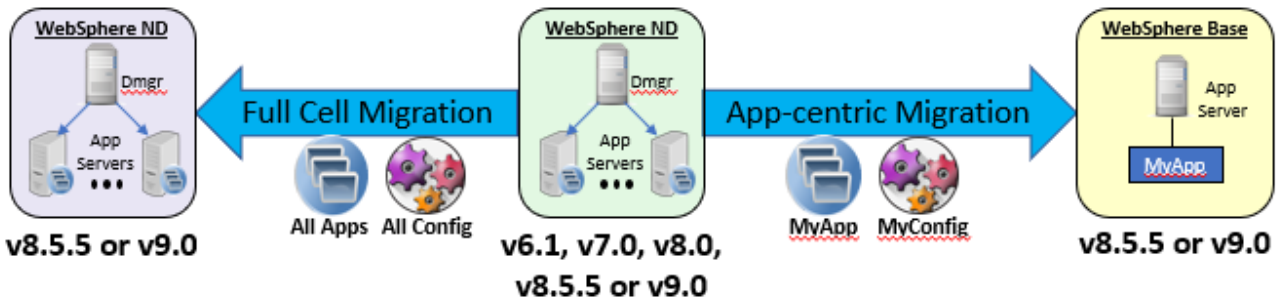 WebSphere ND
Dmgr
App
Servers
v8.5.5 or v9.0
Full Cell Migration
All Apps All Config
WebSphere ND
Dmgr
App
Servers
v6.1, v7.0, v8.0,
v8.5.5 or v9.0
App-centric Migration
MyApp MyConfig
WebSphere Base
App
Server
MyApp
v8.5.5 or v9.0